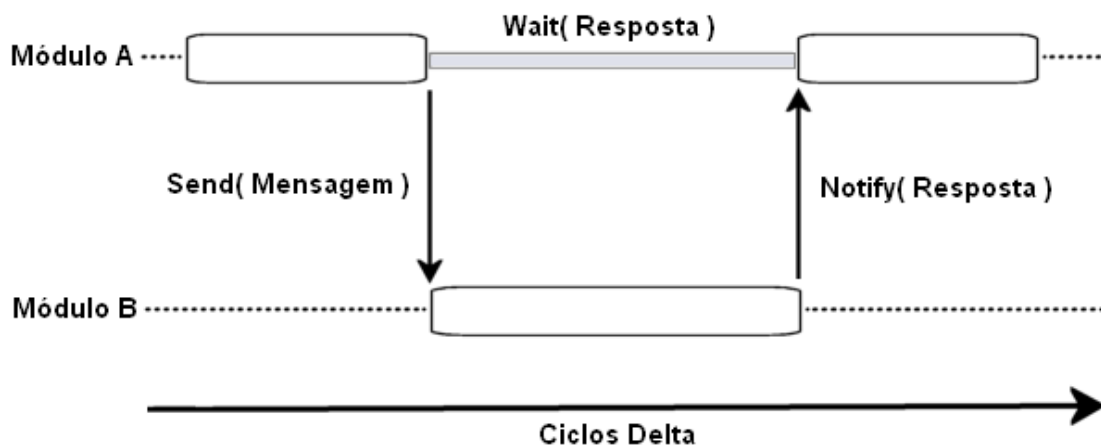 Wait( Resposta )
Módulo A
Send( Mensagem )
Notify( Resposta )
Módulo B
Ciclos Delta